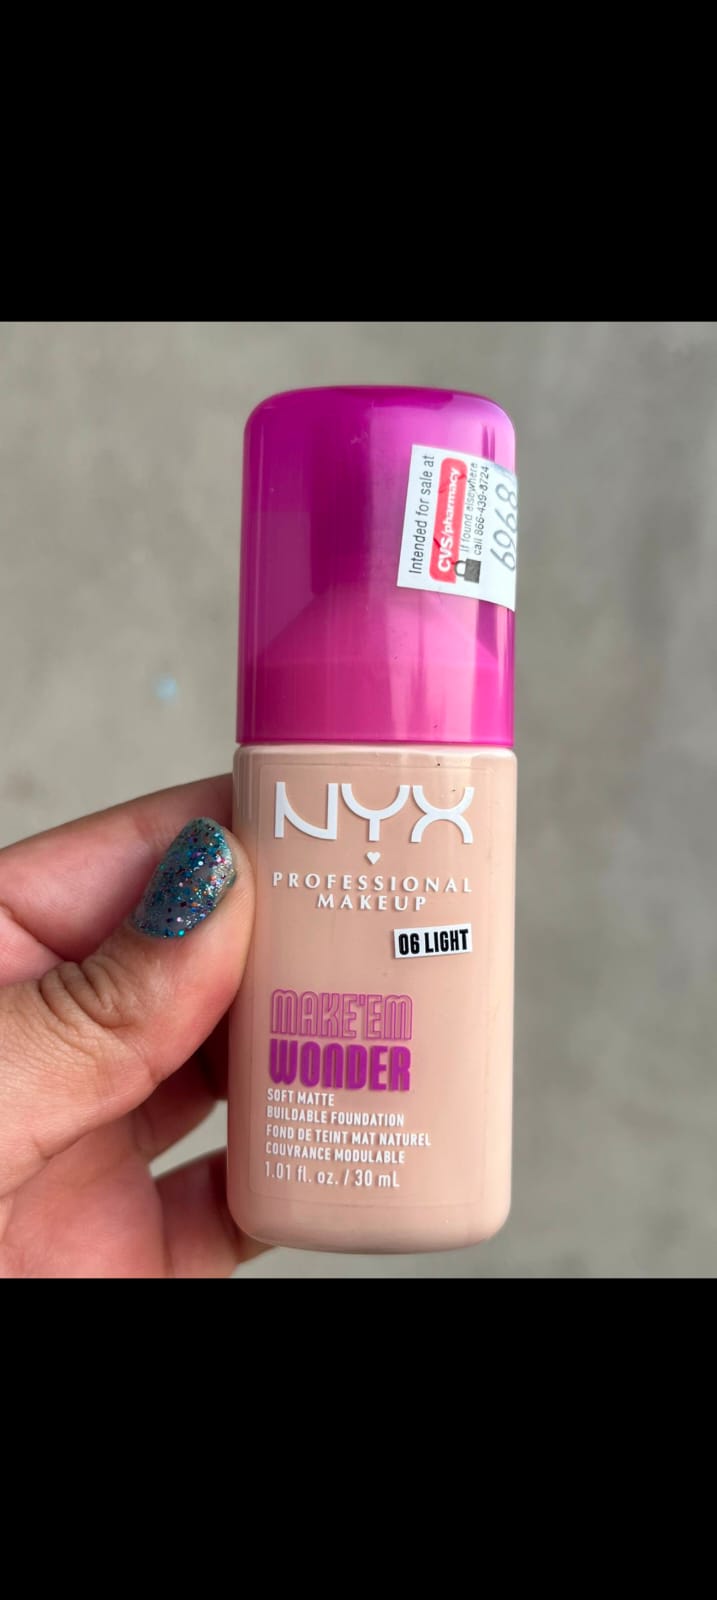 Intended for sale at
CVS/pharmacy
If found elsewhere
call 866-439-8724
NYX
PROFESSIONAL
MAKEUP
06 LIGHT
MAKE'EM
WONDER
SOFT MATTE
BUILDABLE FOUNDATION
FOND DE TEINT MAT NATUREL
COUVRANCE MODULABLE
1.01 fl. oz. / 30 mL